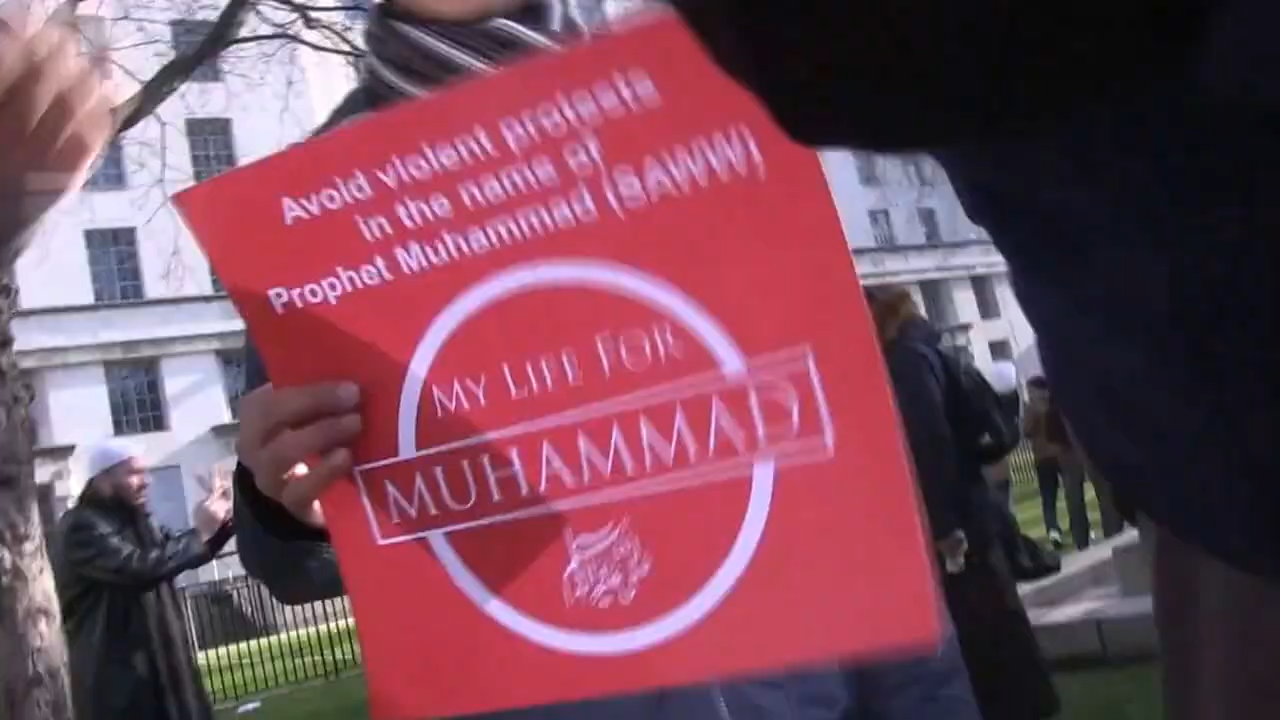 Avoid violent protests
in the name of
Prophet Muhammad (SAWW)
MY LIFE FOR
MUHAMMAD